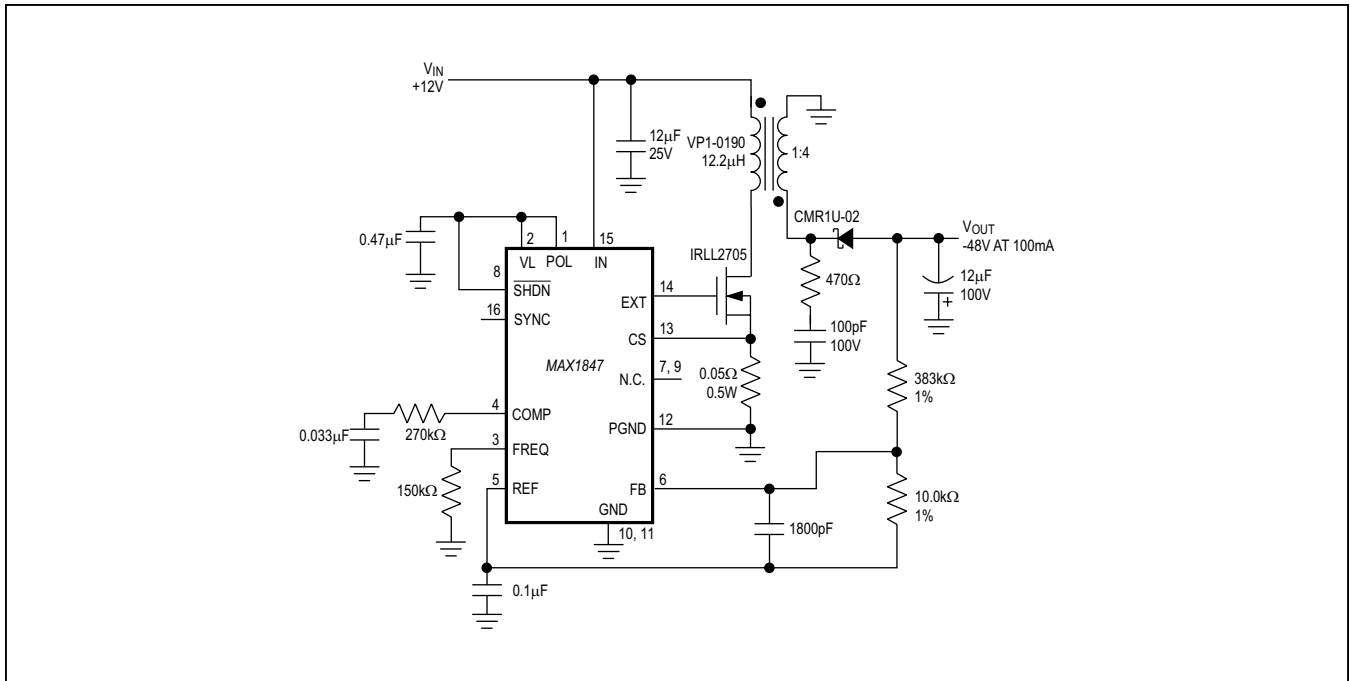 VIN
+12V
12µF
25V
VP1-0190
12.2µH
1:4
CMR1U-02
VOUT
-48V AT 100mA
0.47µF
2
1
15
VL
POL
IN
IRLL2705
470Ω
12µF
100V
+
8
SHDN
14
EXT
16
SYNC
13
CS
100pF
100V
MAX1847
7, 9
N.C.
0.05Ω
0.5W
383kΩ
1%
4
COMP
12
PGND
0.033µF
270kΩ
3
FREQ
150kΩ
5
REF
6
FB
10.0kΩ
1%
GND
10, 11
1800pF
0.1µF